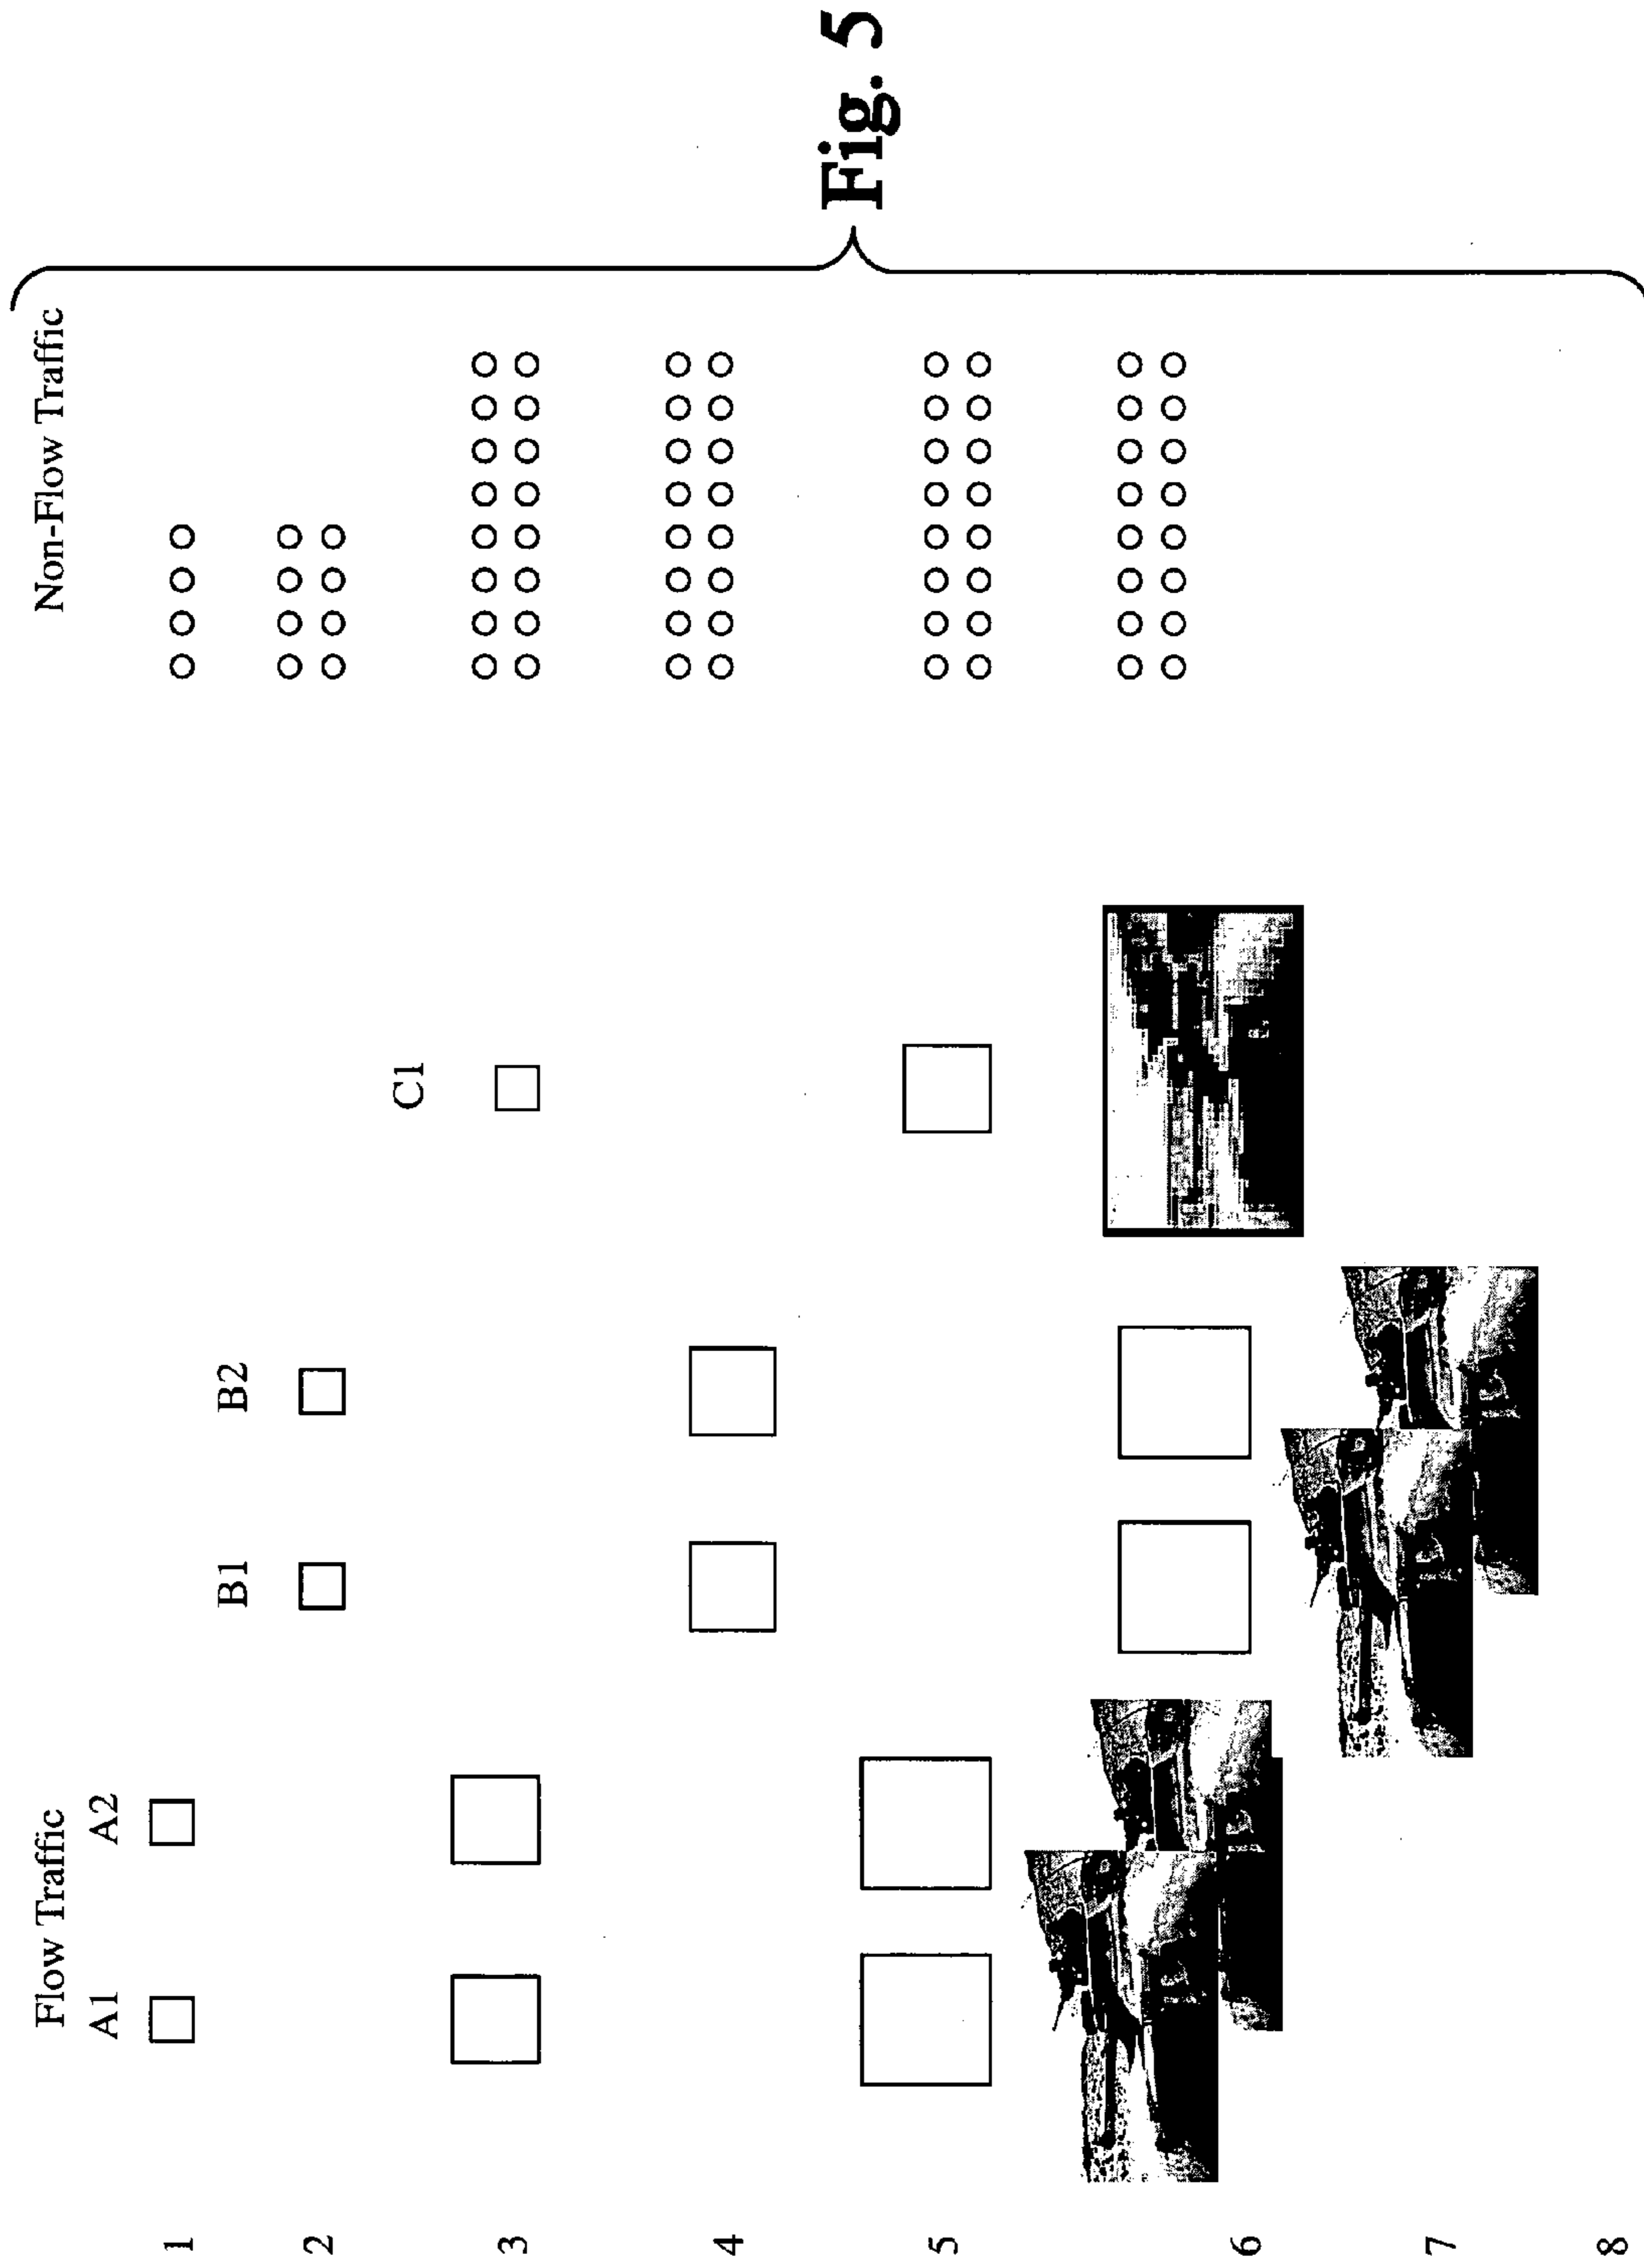 Flow Traffic
Non-Flow Traffic
A1
A2
B1
B2
C1
1
2
3
4
5
6
7
8
Fig. 5